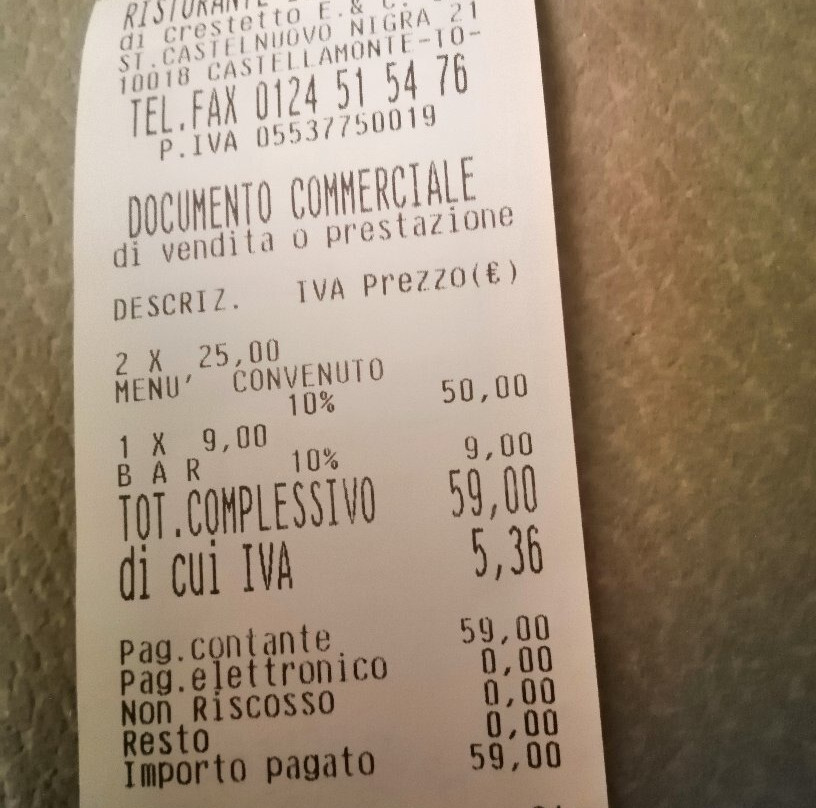 RISTORANTE
di Crestetto E.& C.
ST.CASTELNUOVO NIGRA 21
10018 CASTELLAMONTE-TO-
TEL.FAX 0124 51 54 76
P.IVA 05537750019
DOCUMENTO COMMERCIALE
di vendita o prestazione
DESCRIZ. IVA Prezzo(€)
2 X 25,00
MENU' CONVENUTO
10% 50,00
1 X 9,00
B A R 10% 9,00
TOT.COMPLESSIVO 59,00
di cui IVA 5,36
Pag.contante 59,00
Pag.elettronico 0,00
Non Riscosso 0,00
Resto 0,00
Importo pagato 59,00